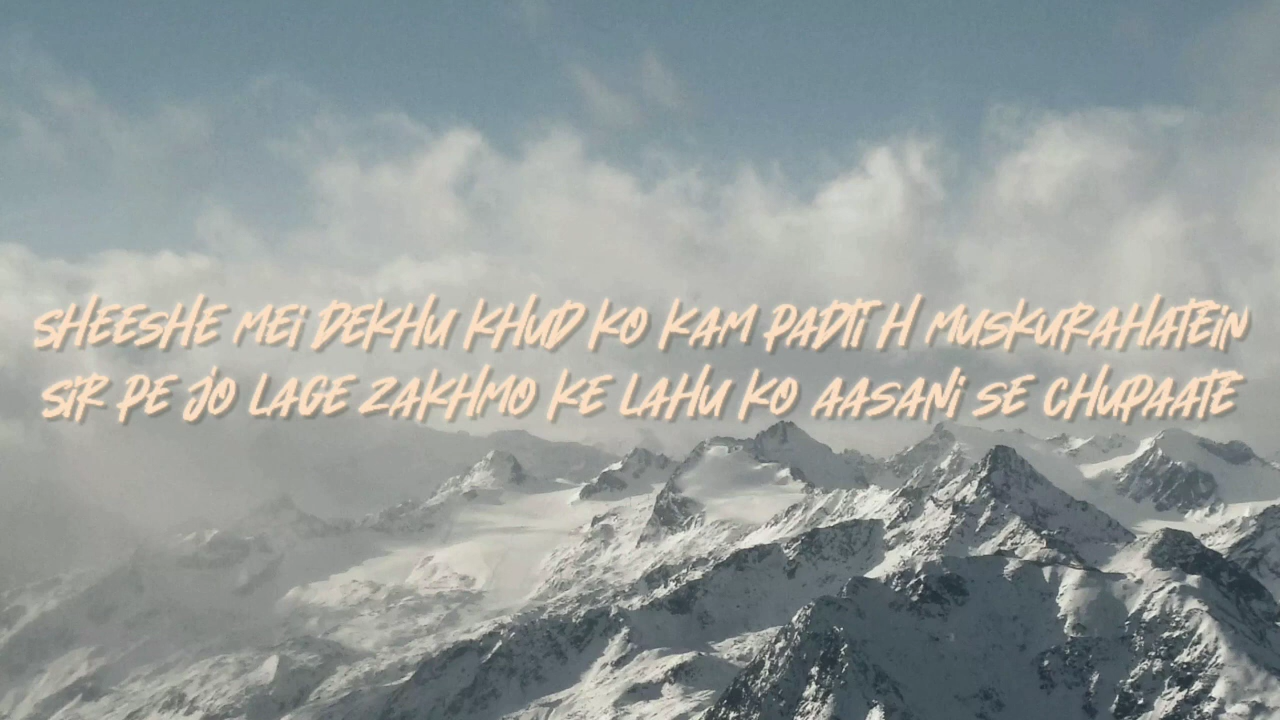 SHEESHE MEi DEKHU KHUD KO KAM PADTi H MUSKURAHATEiN
SiR PE JO LAGE ZAKHMO KE LAHU KO AASANi SE CHUPAATE